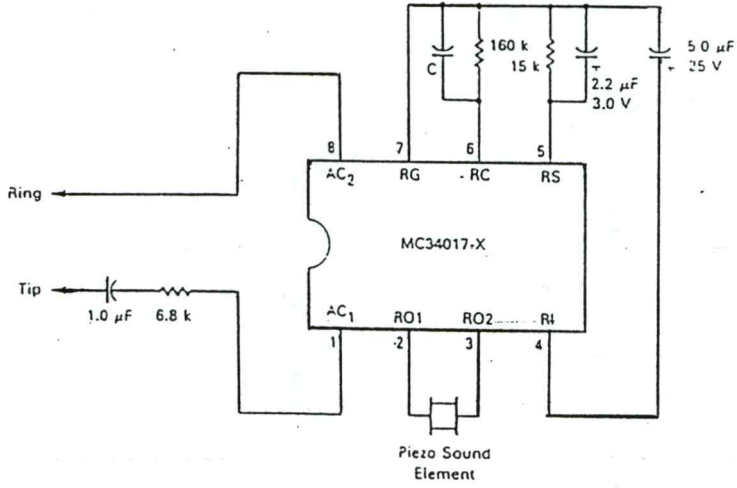 160 k
15 k
C
2.2 µF
3.0 V
5.0 µF
25 V
8
7
6
5
AC2
RG
RC
RS
Ring
MC34017-X
Tip
1.0 µF
6.8 k
AC1
RO1
RO2
RI
1
2
3
4
Piezo Sound
Element